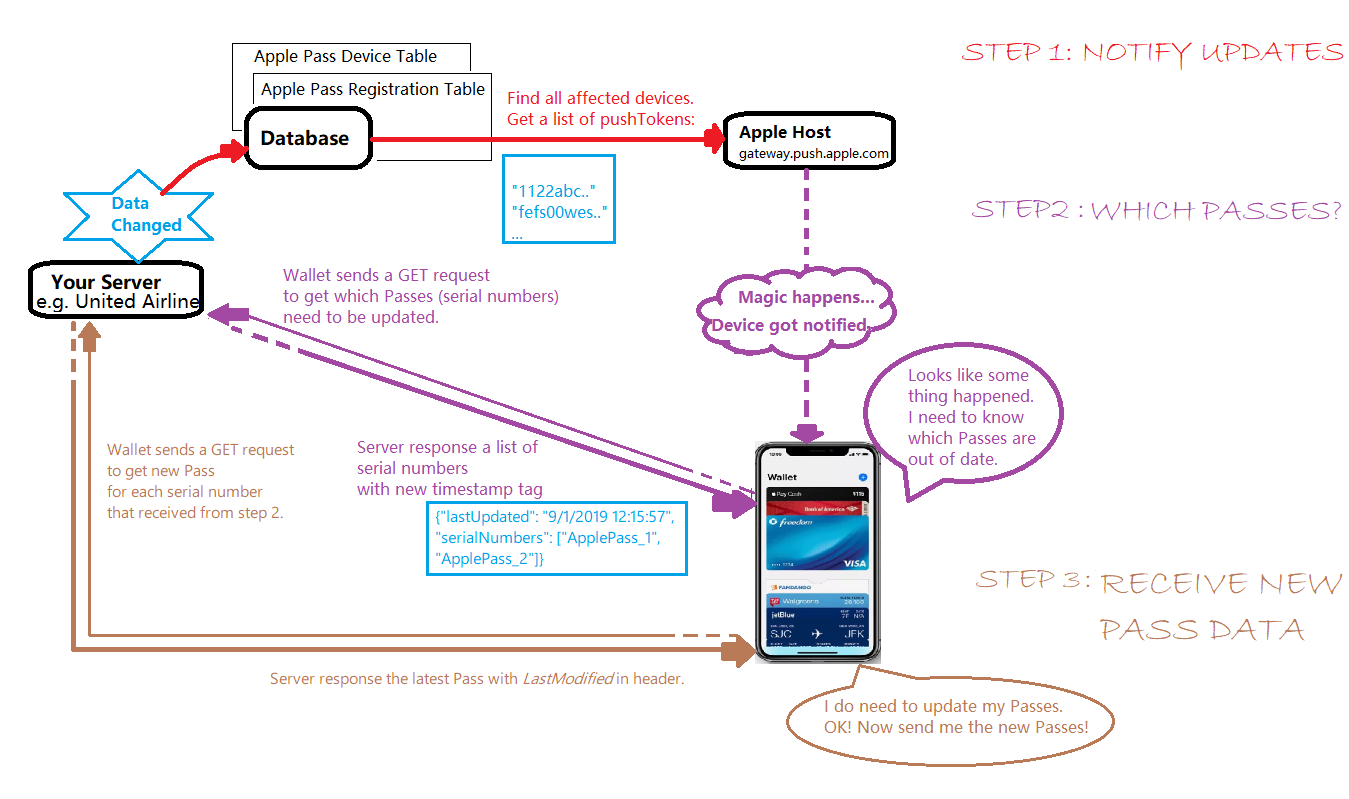 Apple Pass Device Table
Apple Pass Registration Table
Database
Find all affected devices.
Get a list of pushTokens:
"1122abc.."
"fefs00wes.."
...
Apple Host
gateway.push.apple.com
STEP 1: NOTIFY UPDATES
Data
Changed
Your Server
e.g. United Airline
STEP2 : WHICH PASSES?
Wallet sends a GET request
to get which Passes (serial numbers)
need to be updated.
Magic happens...
Device got notified.
Looks like some
thing happened.
I need to know
which Passes are
out of date.
Wallet sends a GET request
to get new Pass
for each serial number
that received from step 2.
Server response a list of
serial numbers
with new timestamp tag
{"lastUpdated": "9/1/2019 12:15:57",
"serialNumbers": ["ApplePass_1",
"ApplePass_2"]}
Wallet
Pay Cash
$115
Bank of America
freedom
VISA
FANDANGO
Walgreens
jetBlue
SJC
JFK
STEP 3: RECEIVE NEW
PASS DATA
Server response the latest Pass with LastModified in header.
I do need to update my Passes.
OK! Now send me the new Passes!